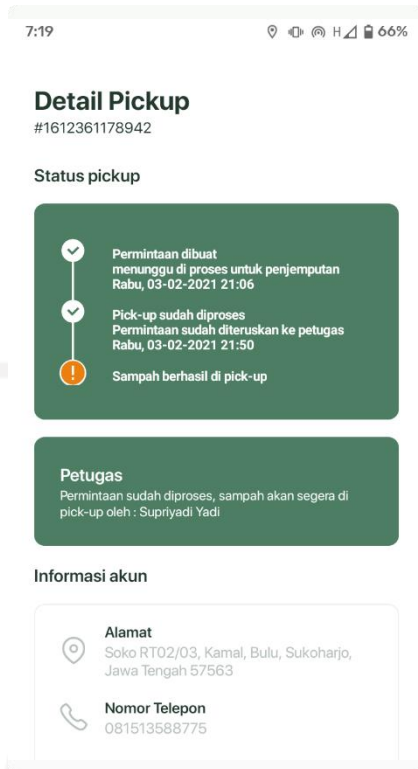 7:19 H 66%
Detail Pickup
#1612361178942
Status pickup
Permintaan dibuat
menunggu di proses untuk penjemputan
Rabu, 03-02-2021 21:06
Pick-up sudah diproses
Permintaan sudah diteruskan ke petugas
Rabu, 03-02-2021 21:50
! Sampah berhasil di pick-up
Petugas
Permintaan sudah diproses, sampah akan segera di
pick-up oleh : Supriyadi Yadi
Informasi akun
Alamat
Soko RT02/03, Kamal, Bulu, Sukoharjo,
Jawa Tengah 57563
Nomor Telepon
081513588775